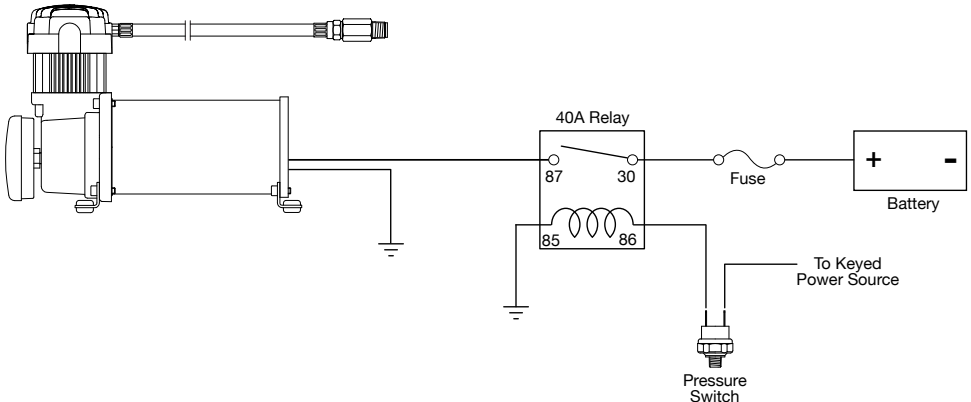 40A Relay
87 30
Fuse
+ -
Battery
85 86
To Keyed
Power Source
Pressure
Switch